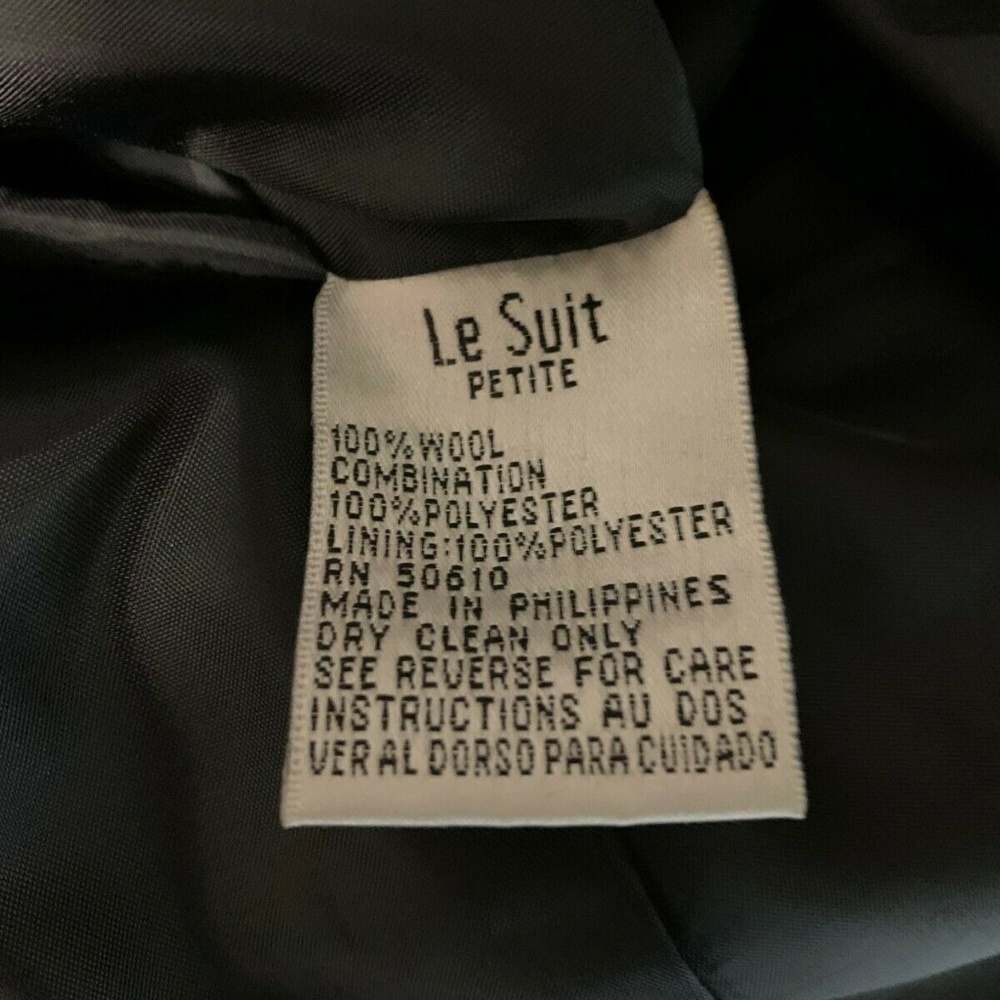 Le Suit
PETITE
100% WOOL
COMBINATION
100% POLYESTER
LINING: 100% POLYESTER
RN 50610
MADE IN PHILIPPINES
DRY CLEAN ONLY
SEE REVERSE FOR CARE
INSTRUCTIONS AU DOS
VER AL DORSO PARA CUIDADO